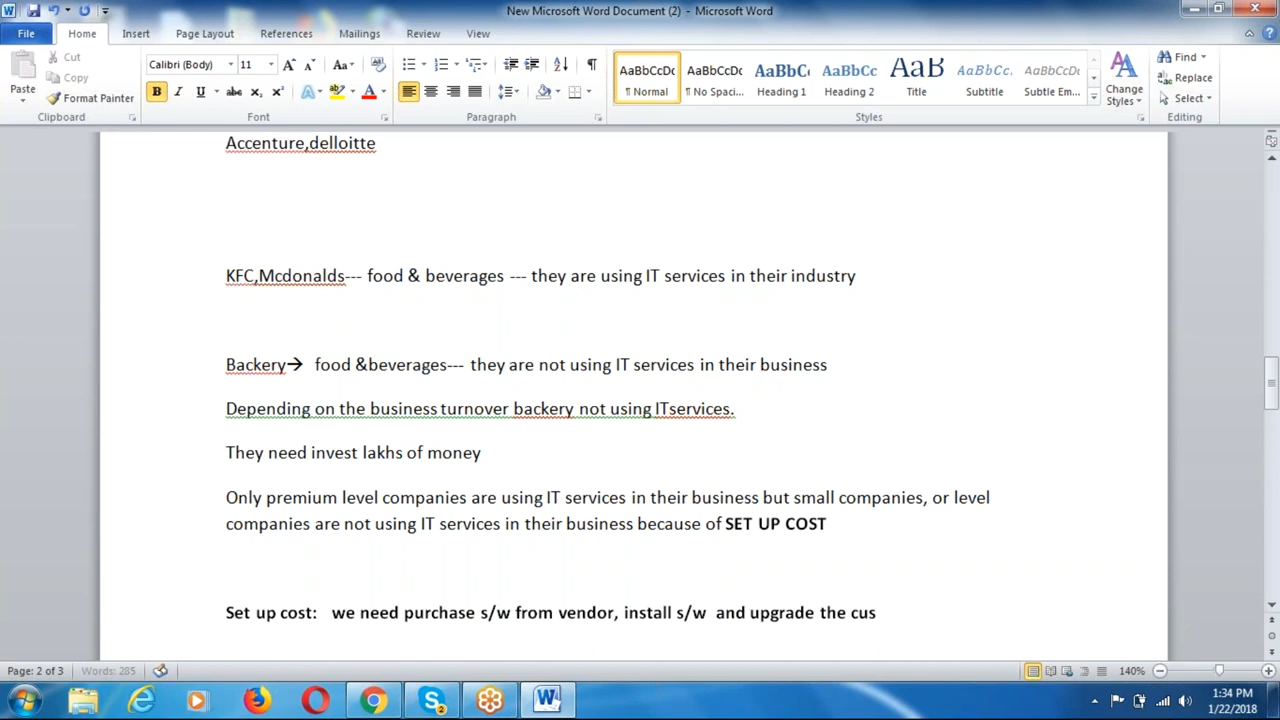 New Microsoft Word Document (2) - Microsoft Word
File Home Insert Page Layout References Mailings Review View
Cut
Copy
Format Painter
Paste
Clipboard
Calibri (Body) 11
Font
Paragraph
AaBbCcDc AaBbCcDc AaBbC AaBbCc AaB AaBbCc. AaBbCcDc
¶ Normal ¶ No Spaci... Heading 1 Heading 2 Title Subtitle Subtle Em...
Change Styles
Styles
Find
Replace
Select
Editing
Accenture,delloitte
KFC,Mcdonalds--- food & beverages --- they are using IT services in their industry
Backery→ food &beverages--- they are not using IT services in their business
Depending on the business turnover backery not using ITservices.
They need invest lakhs of money
Only premium level companies are using IT services in their business but small companies, or level
companies are not using IT services in their business because of SET UP COST
Set up cost: we need purchase s/w from vendor, install s/w and upgrade the cus
Page: 2 of 3 Words: 285 140%
1:34 PM
1/22/2018